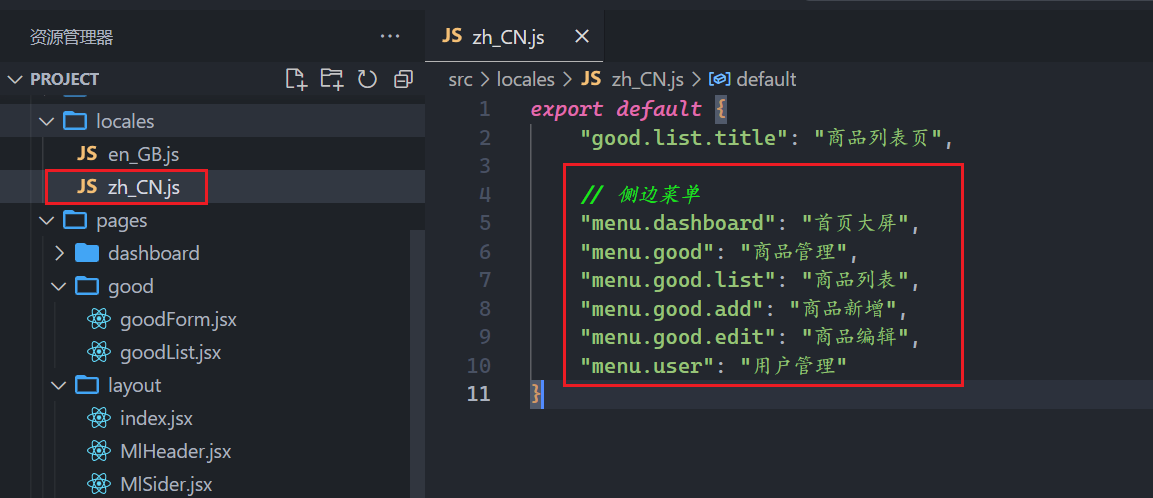 资源管理器
PROJECT
locales
JS en_GB.js
JS zh_CN.js
pages
dashboard
good
goodForm.jsx
goodList.jsx
layout
index.jsx
MlHeader.jsx
MlSider.jsx
JS zh_CN.js
src > locales > JS zh_CN.js > default
1 export default {
2 "good.list.title": "商品列表页",
3
4 // 侧边菜单
5 "menu.dashboard": "首页大屏",
6 "menu.good": "商品管理",
7 "menu.good.list": "商品列表",
8 "menu.good.add": "商品新增",
9 "menu.good.edit": "商品编辑",
10 "menu.user": "用户管理"
11 }